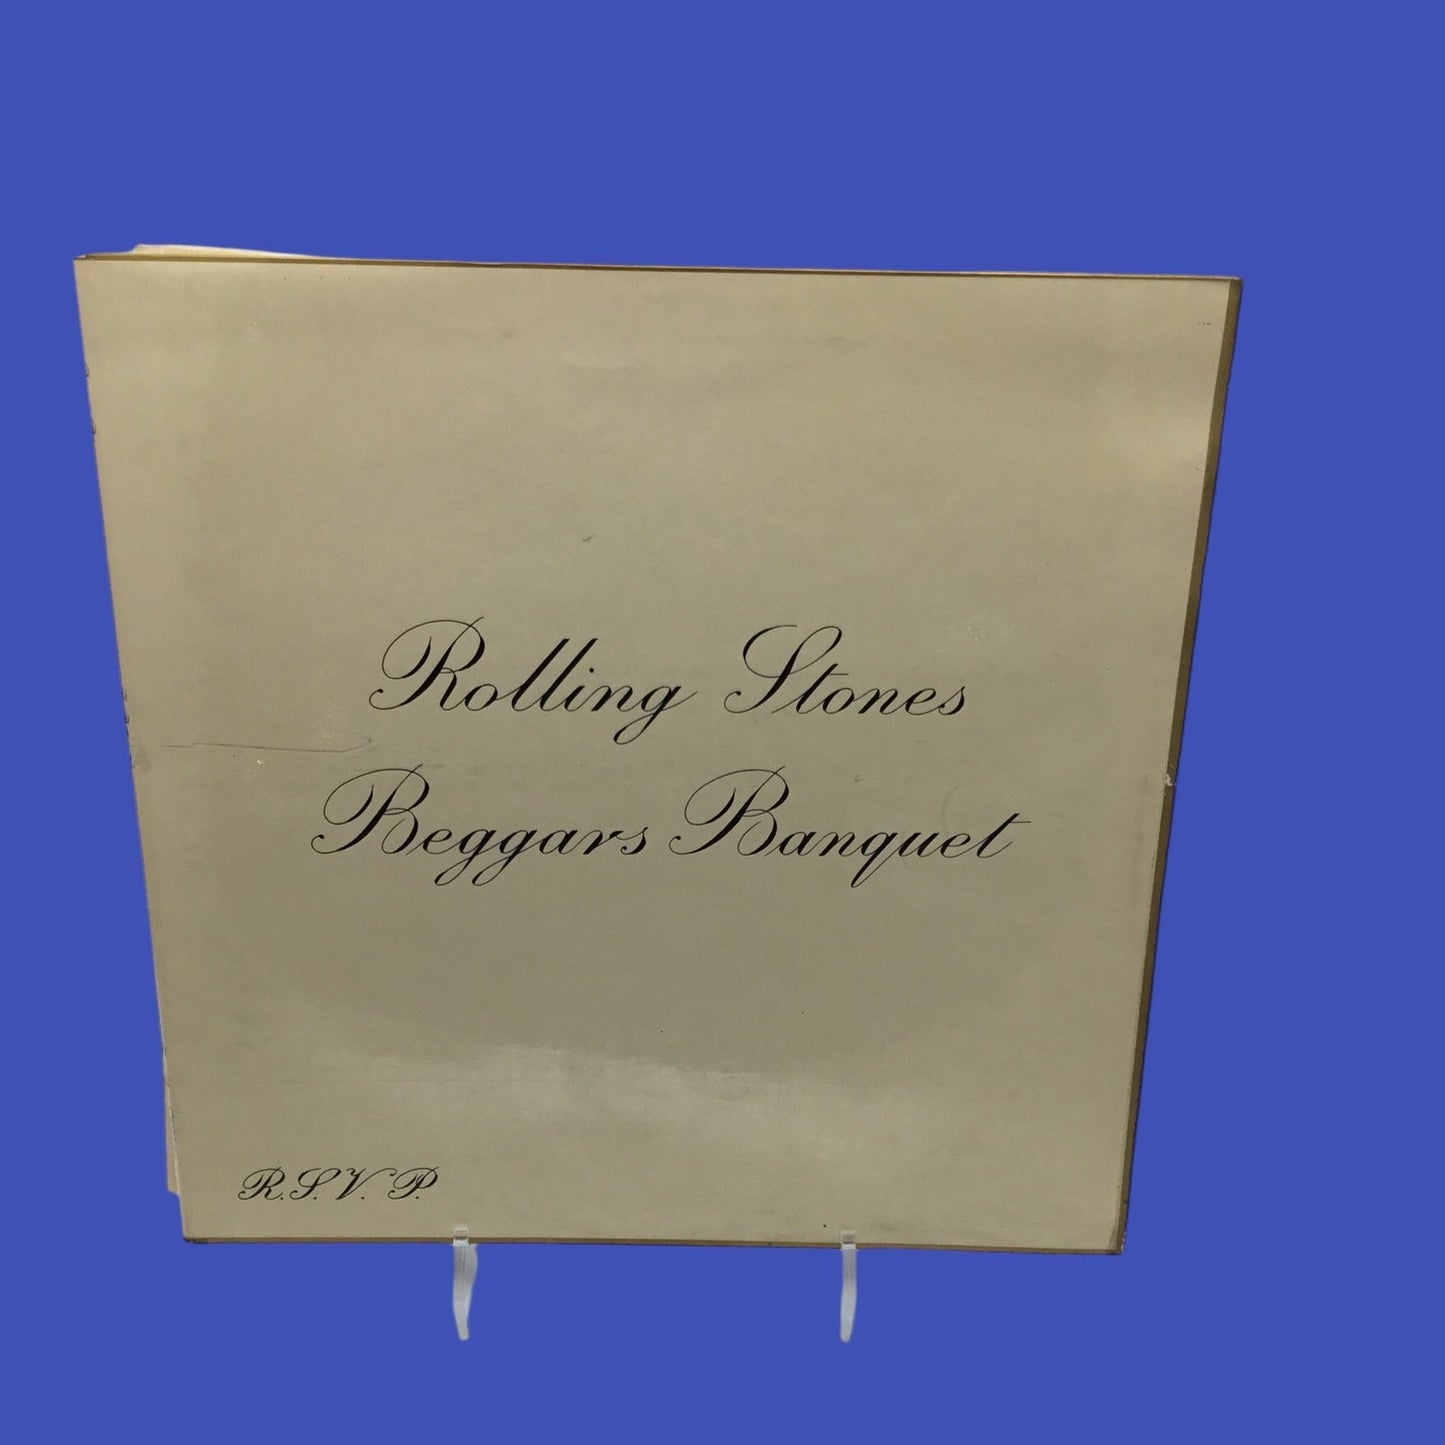 Rolling Stones
Beggars Banquet
R.S.V.P.